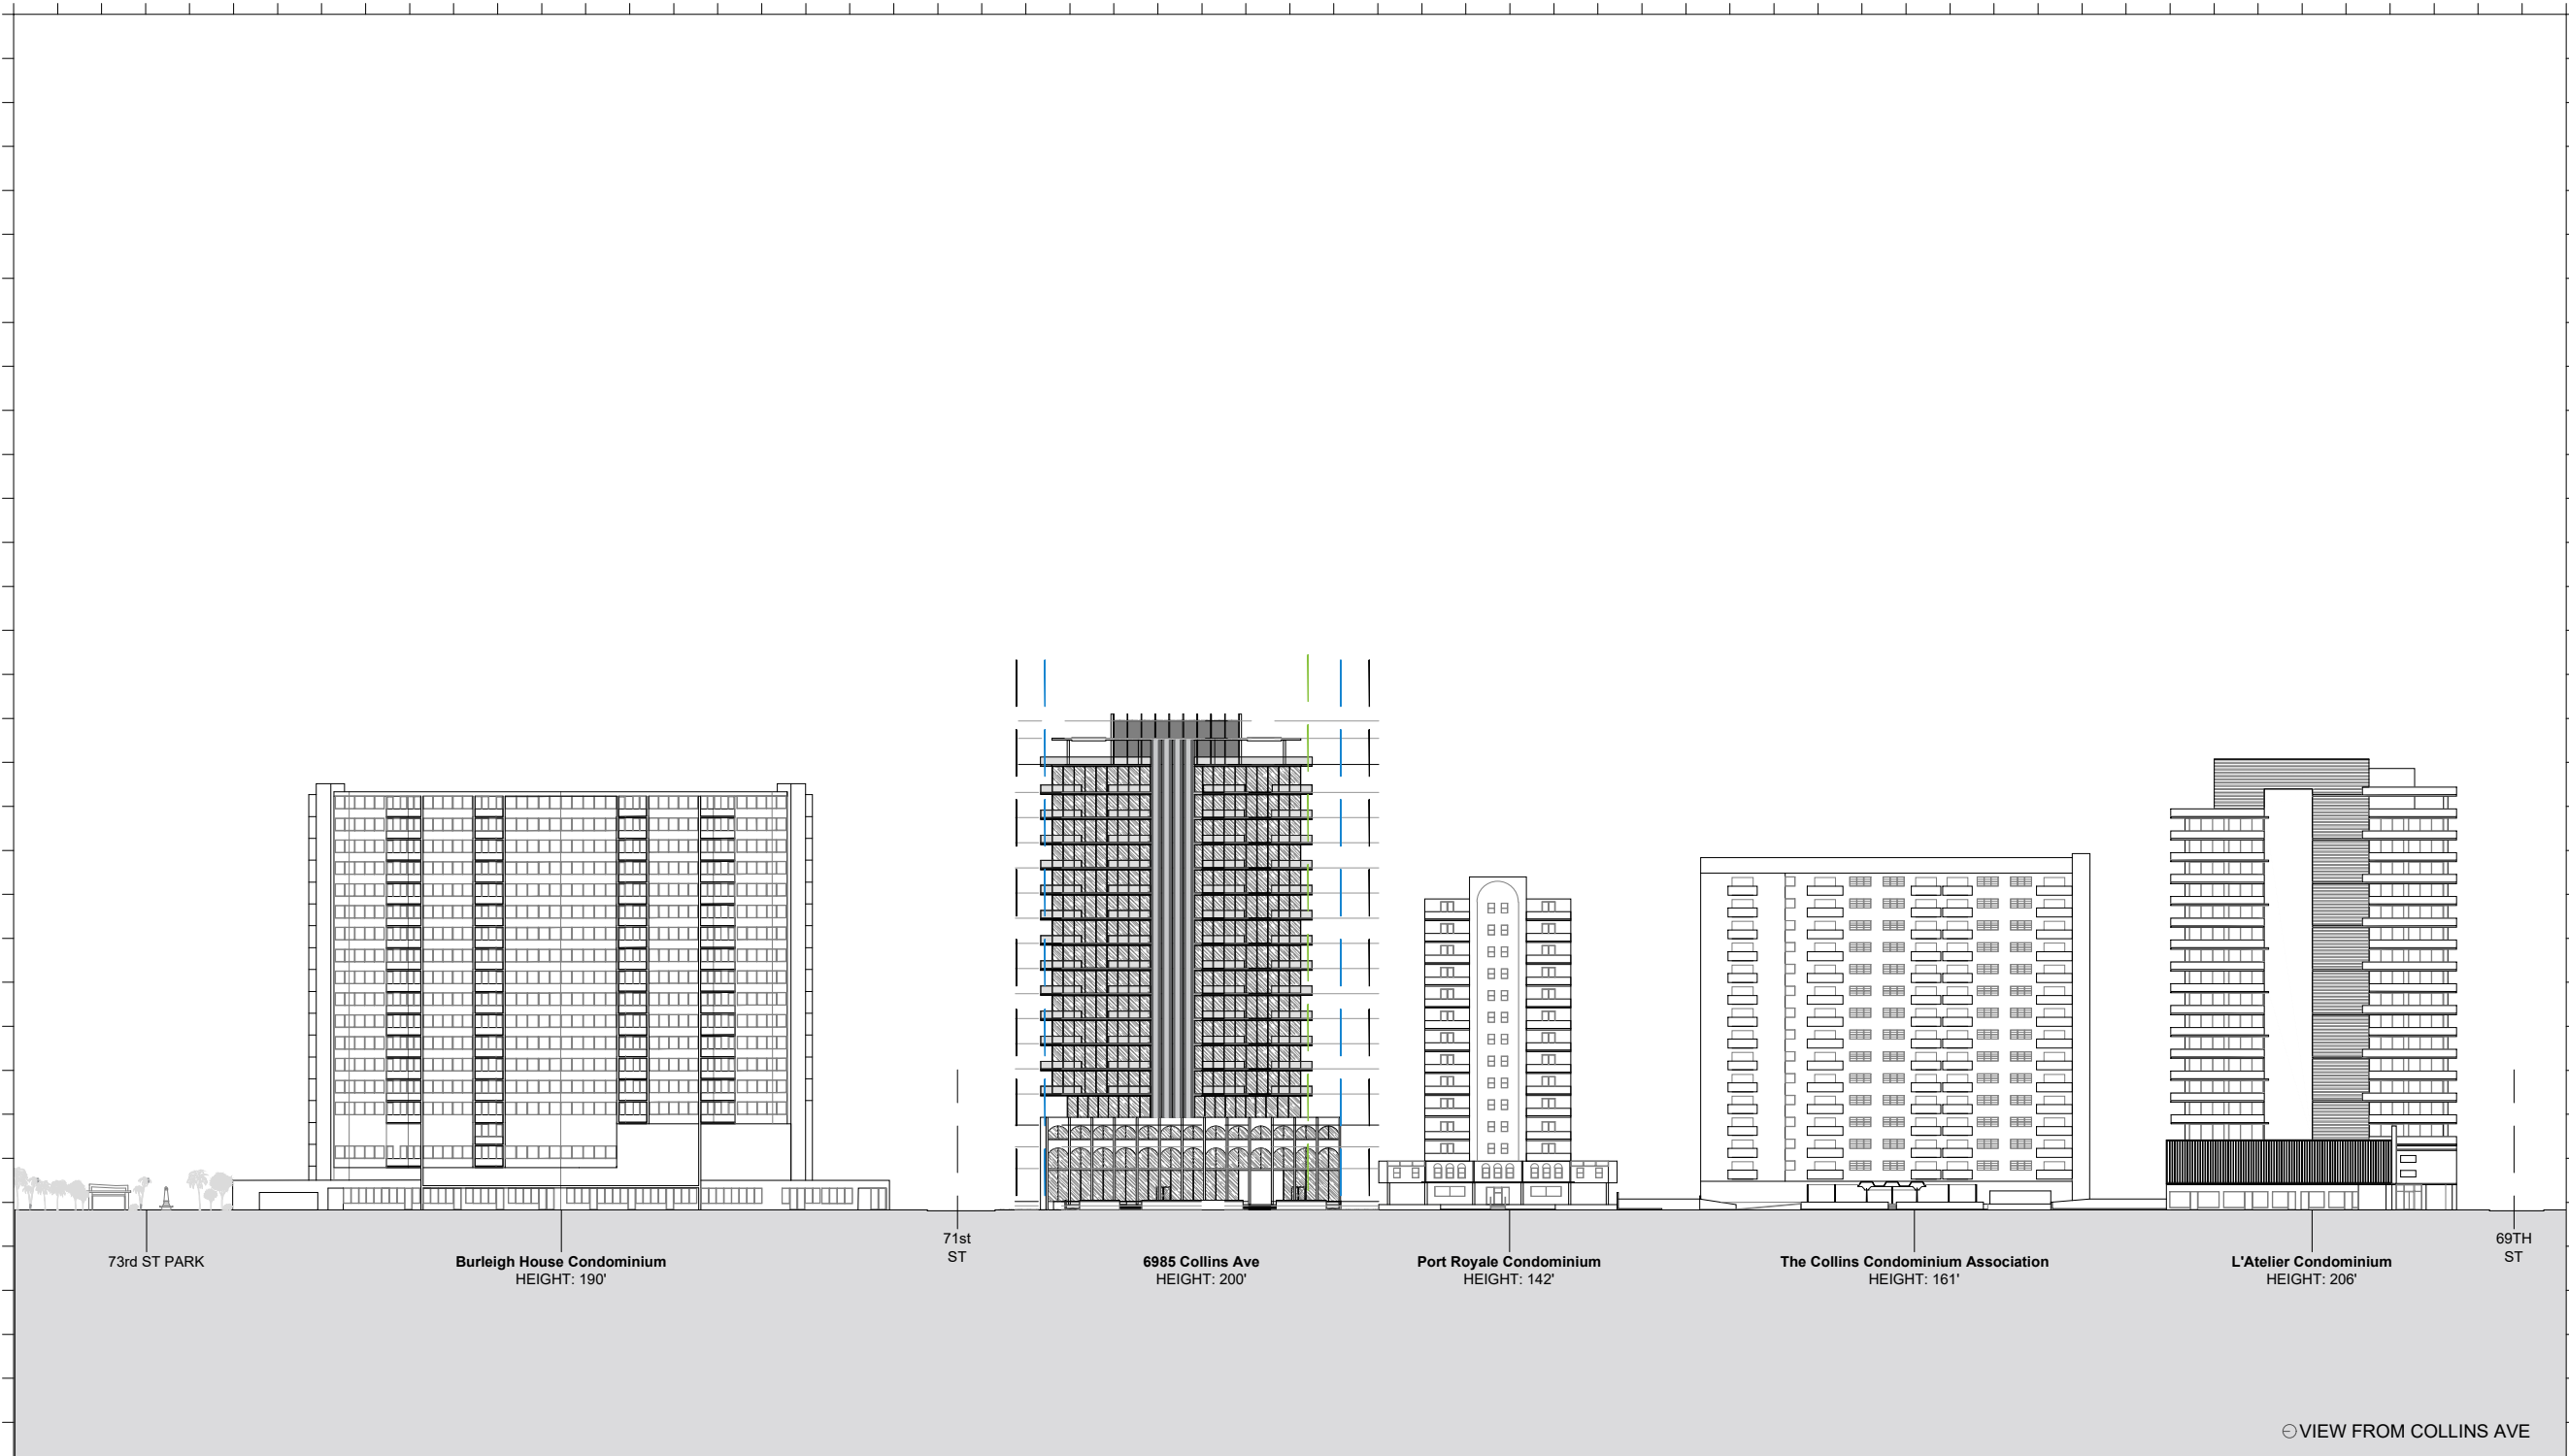 73rd ST PARK
Burleigh House Condominium
HEIGHT: 190'
71st
ST
6985 Collins Ave
HEIGHT: 200'
Port Royale Condominium
HEIGHT: 142'
The Collins Condominium Association
HEIGHT: 161'
L'Atelier Condominium
HEIGHT: 206'
69TH
ST
VIEW FROM COLLINS AVE